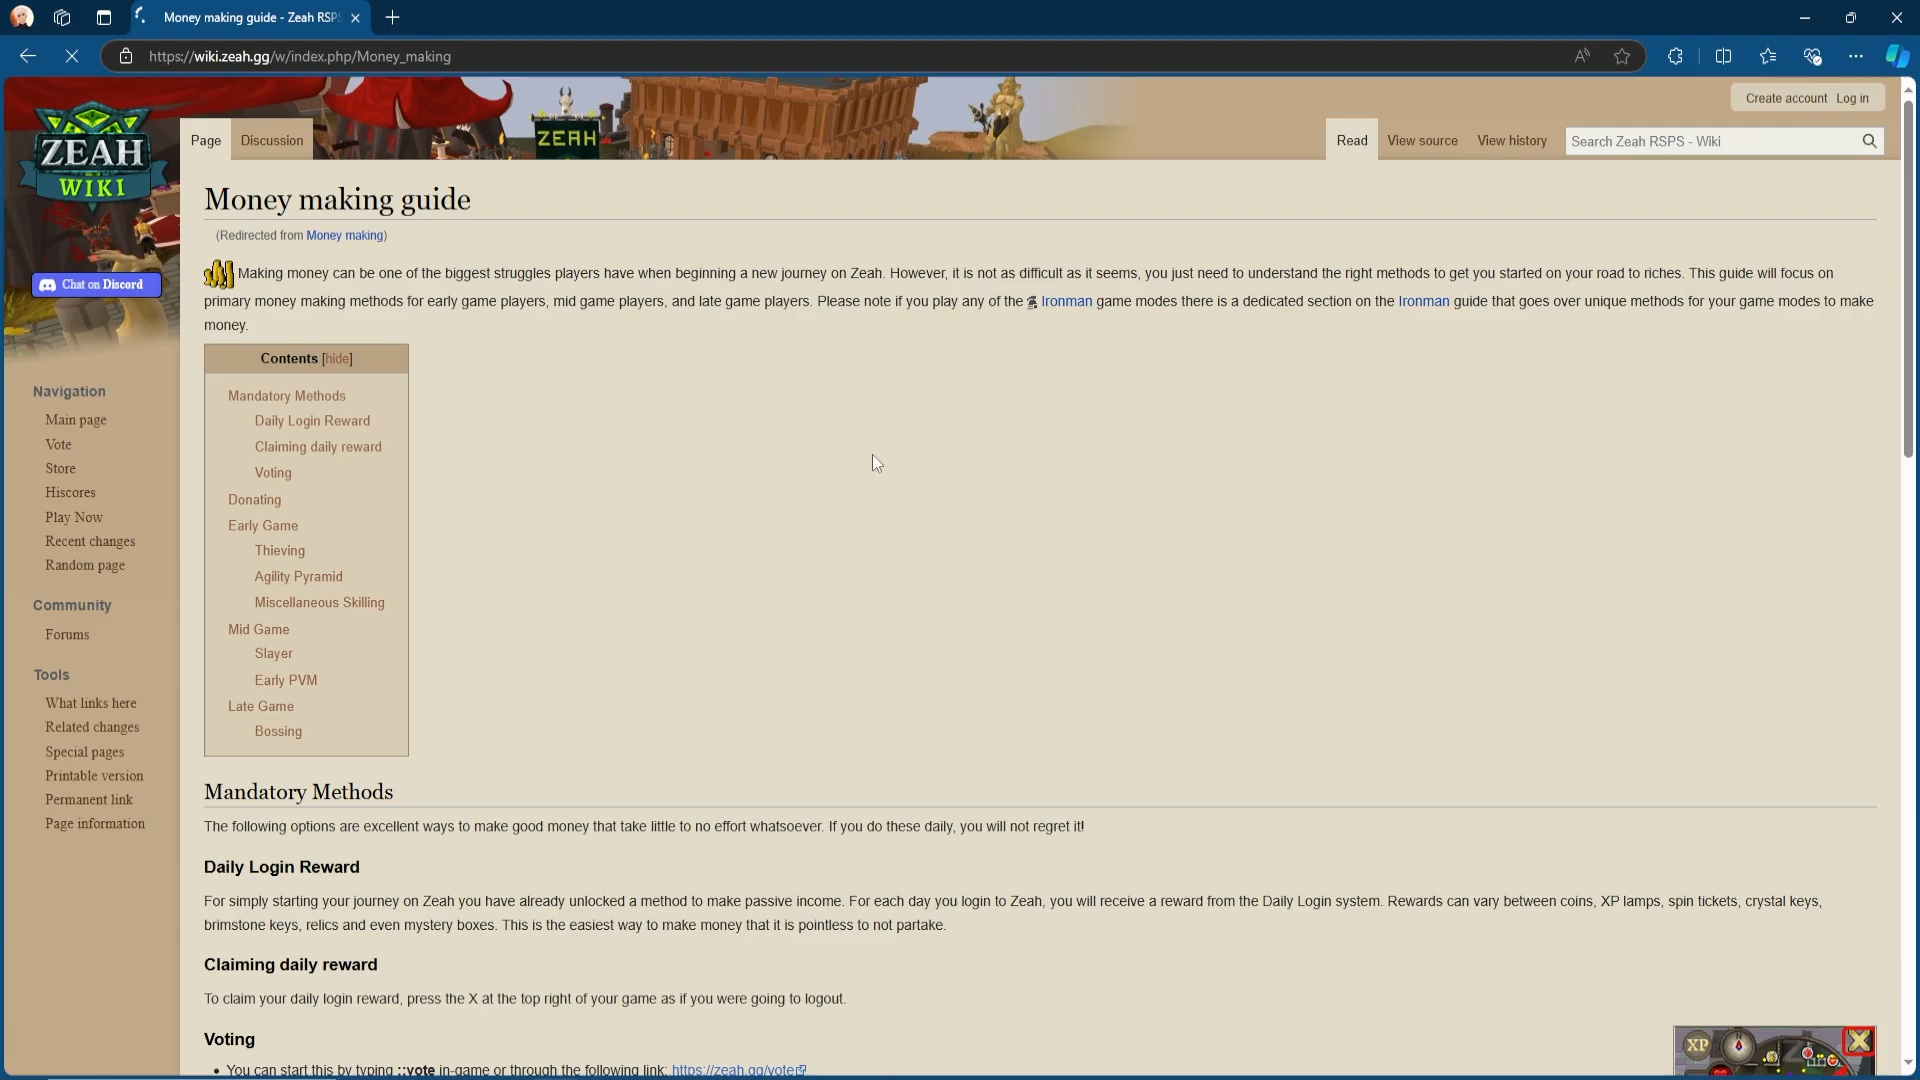 Money making guide - Zeah RSPS
https://wiki.zeah.gg/w/index.php/Money_making
ZEAH
WIKI
ZEAH
Create account Log in
Page Discussion
Read View source View history Search Zeah RSPS - Wiki
Money making guide
(Redirected from Money making)
Making money can be one of the biggest struggles players have when beginning a new journey on Zeah. However, it is not as difficult as it seems, you just need to understand the right methods to get you started on your road to riches. This guide will focus on
primary money making methods for early game players, mid game players, and late game players. Please note if you play any of the Ironman game modes there is a dedicated section on the Ironman guide that goes over unique methods for your game modes to make
money.
Chat on Discord
Navigation
Main page
Vote
Store
Hiscores
Play Now
Recent changes
Random page
Community
Forums
Tools
What links here
Related changes
Special pages
Printable version
Permanent link
Page information
Contents [hide]
Mandatory Methods
Daily Login Reward
Claiming daily reward
Voting
Donating
Early Game
Thieving
Agility Pyramid
Miscellaneous Skilling
Mid Game
Slayer
Early PVM
Late Game
Bossing
Mandatory Methods
The following options are excellent ways to make good money that take little to no effort whatsoever. If you do these daily, you will not regret it!
Daily Login Reward
For simply starting your journey on Zeah you have already unlocked a method to make passive income. For each day you login to Zeah, you will receive a reward from the Daily Login system. Rewards can vary between coins, XP lamps, spin tickets, crystal keys,
brimstone keys, relics and even mystery boxes. This is the easiest way to make money that it is pointless to not partake.
Claiming daily reward
To claim your daily login reward, press the X at the top right of your game as if you were going to logout.
Voting
• You can start this by typing ::vote in-game or through the following link: https://zeah.gg/vote
XP
N